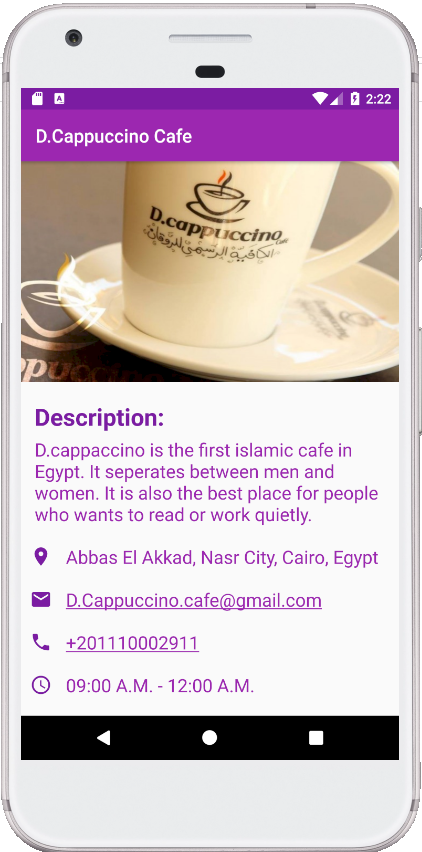 2:22
D.Cappuccino Cafe
D.cappuccino
Cafe
الكافيه الرسمي للروقان
appuccino
Description:
D.cappaccino is the first islamic cafe in
Egypt. It seperates between men and
women. It is also the best place for people
who wants to read or work quietly.
Abbas El Akkad, Nasr City, Cairo, Egypt
D.Cappuccino.cafe@gmail.com
+201110002911
09:00 A.M. - 12:00 A.M.